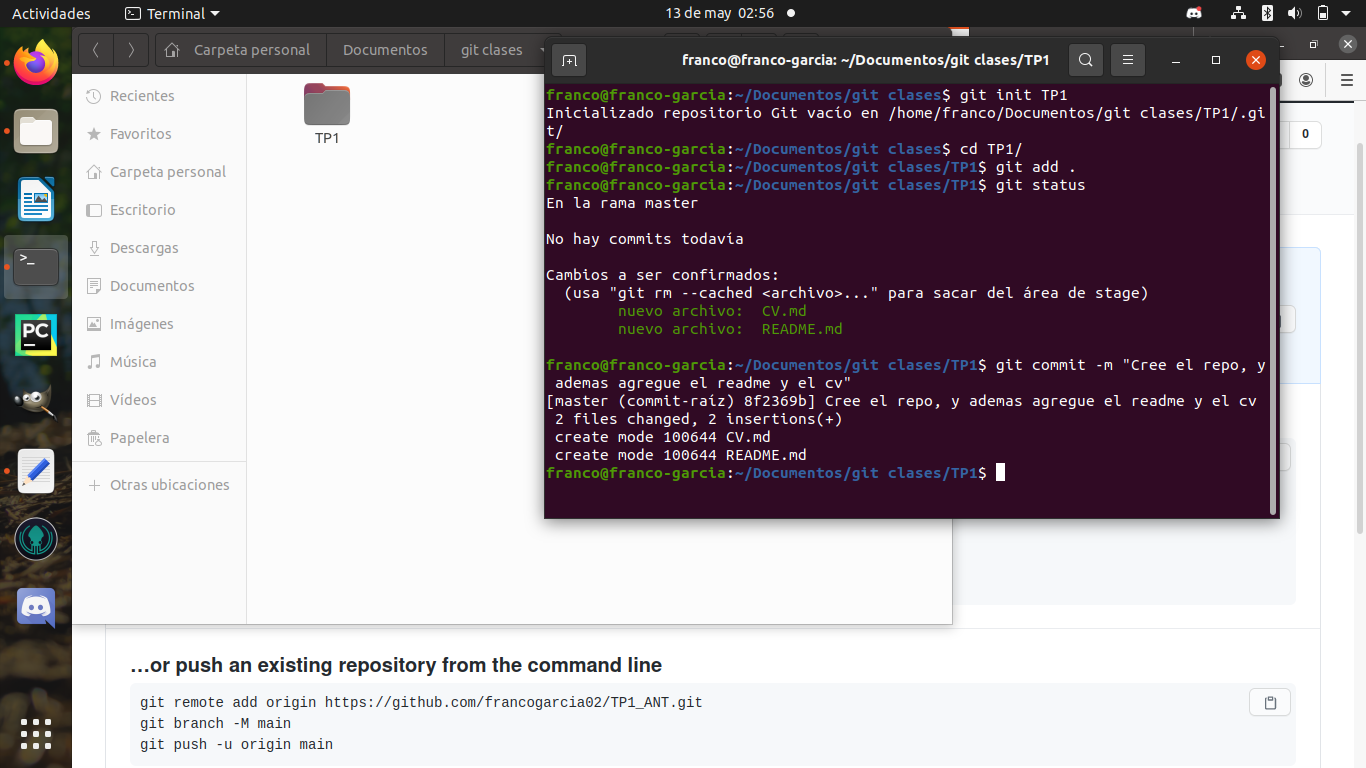 Actividades
Terminal
13 de may 02:56
Carpeta personal
Documentos
git clases
Recientes
Favoritos
Carpeta personal
Escritorio
Descargas
Documentos
Imágenes
Música
Vídeos
Papelera
Otras ubicaciones
TP1
franco@franco-garcia: ~/Documentos/git clases/TP1
franco@franco-garcia:~/Documentos/git clases$ git init TP1
Inicializado repositorio Git vacío en /home/franco/Documentos/git clases/TP1/.gi
t/
franco@franco-garcia:~/Documentos/git clases$ cd TP1/
franco@franco-garcia:~/Documentos/git clases/TP1$ git add .
franco@franco-garcia:~/Documentos/git clases/TP1$ git status
En la rama master
No hay commits todavía
Cambios a ser confirmados:
(usa "git rm --cached <archivo>..." para sacar del área de stage)
nuevo archivo:  CV.md
nuevo archivo:  README.md
franco@franco-garcia:~/Documentos/git clases/TP1$ git commit -m "Cree el repo, y
ademas agregue el readme y el cv"
[master (commit-raíz) 8f2369b] Cree el repo, y ademas agregue el readme y el cv
2 files changed, 2 insertions(+)
create mode 100644 CV.md
create mode 100644 README.md
franco@franco-garcia:~/Documentos/git clases/TP1$
0
PC
…or push an existing repository from the command line
git remote add origin https://github.com/francogarcia02/TP1_ANT.git
git branch -M main
git push -u origin main